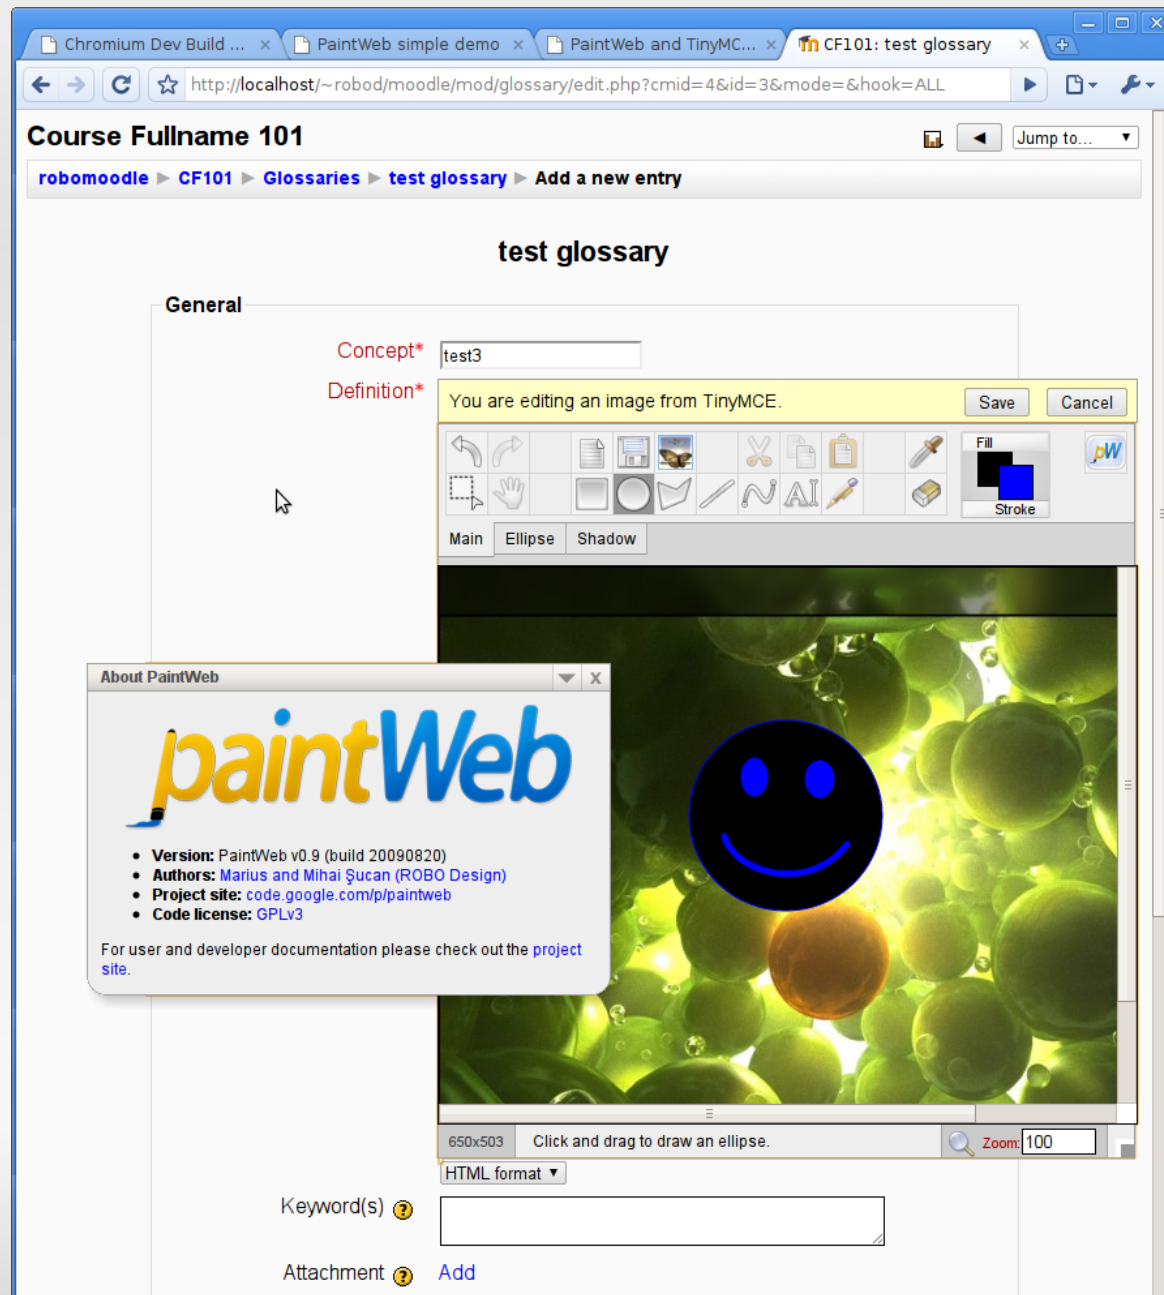 Chromium Dev Build ...
PaintWeb simple demo
PaintWeb and TinyMC...
CF101: test glossary
http://localhost/~robod/moodle/mod/glossary/edit.php?cmid=4&id=3&mode=&hook=ALL
Course Fullname 101
Jump to...
robomoodle ► CF101 ► Glossaries ► test glossary ► Add a new entry
test glossary
General
Concept*
test3
Definition*
You are editing an image from TinyMCE.
Save
Cancel
Fill
pW
AI
Stroke
Main
Ellipse
Shadow
About PaintWeb
x
paintWeb
• Version: PaintWeb v0.9 (build 20090820)
• Authors: Marius and Mihai Şucan (ROBO Design)
• Project site: code.google.com/p/paintweb
• Code license: GPLv3
For user and developer documentation please check out the project
site.
650x503
Click and drag to draw an ellipse.
Zoom: 100
HTML format
Keyword(s) ?
Attachment ?
Add